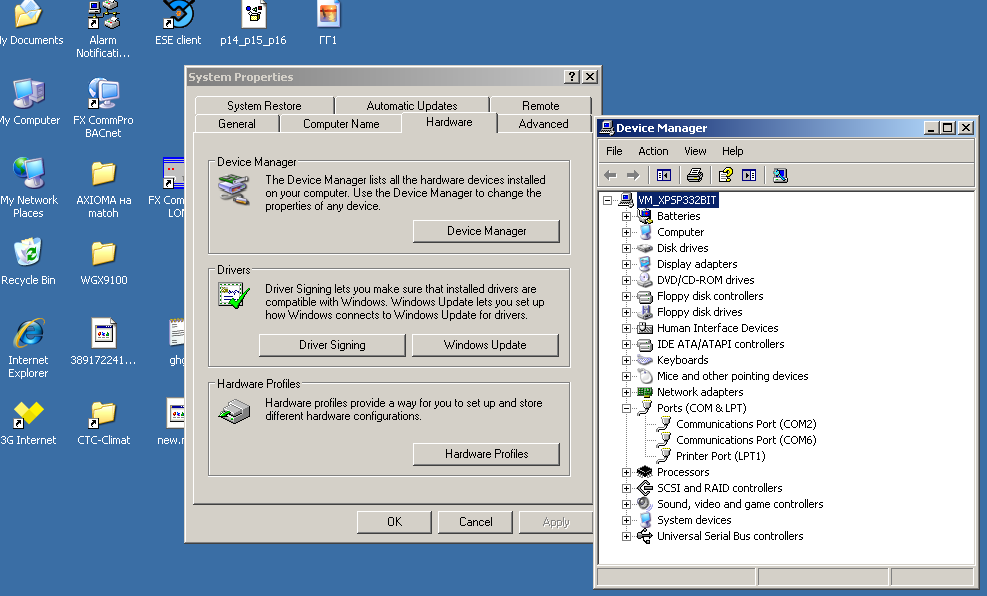 My Documents
Alarm
Notificati...
ESE client
p14_p15_p16
ГГ1
My Computer
FX CommPro
BACnet
My Network
Places
AXIOMA на
matoh
FX Com
LON
Recycle Bin
WGX9100
Internet
Explorer
389172241...
gho
3G Internet
CTC-Climat
new.r
System Properties
System Restore
Automatic Updates
Remote
General
Computer Name
Hardware
Advanced
Device Manager
The Device Manager lists all the hardware devices installed
on your computer. Use the Device Manager to change the
properties of any device.
Device Manager
Drivers
Driver Signing lets you make sure that installed drivers are
compatible with Windows. Windows Update lets you set up
how Windows connects to Windows Update for drivers.
Driver Signing
Windows Update
Hardware Profiles
Hardware profiles provide a way for you to set up and store
different hardware configurations.
Hardware Profiles
OK
Cancel
Apply
Device Manager
File
Action
View
Help
VM_XPSP332BIT
Batteries
Computer
Disk drives
Display adapters
DVD/CD-ROM drives
Floppy disk controllers
Floppy disk drives
Human Interface Devices
IDE ATA/ATAPI controllers
Keyboards
Mice and other pointing devices
Network adapters
Ports (COM & LPT)
Communications Port (COM2)
Communications Port (COM6)
Printer Port (LPT1)
Processors
SCSI and RAID controllers
Sound, video and game controllers
System devices
Universal Serial Bus controllers